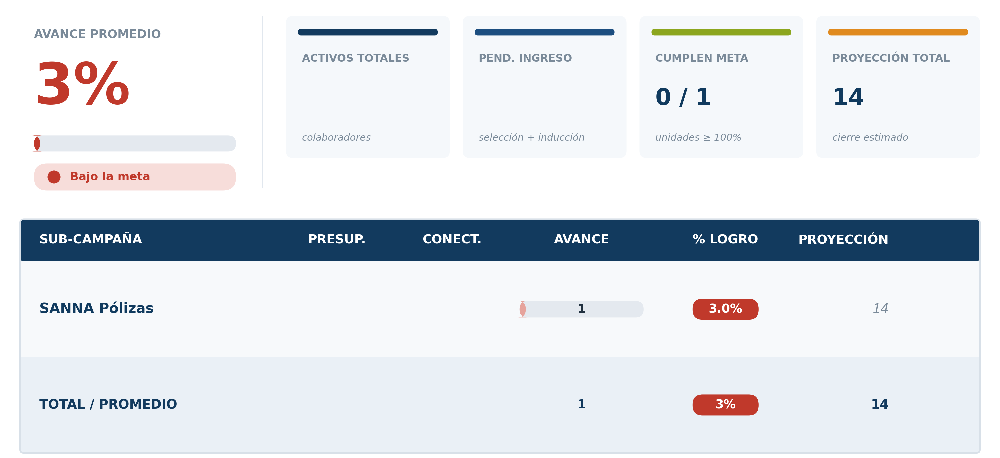 AVANCE PROMEDIO
3%
Bajo la meta
ACTIVOS TOTALES
colaboradores
PEND. INGRESO
selección + inducción
CUMPLEN META
0 / 1
unidades ≥ 100%
PROYECCIÓN TOTAL
14
cierre estimado
SUB-CAMPAÑA PRESUP. CONECT. AVANCE % LOGRO PROYECCIÓN
SANNA Pólizas 1 3.0% 14
TOTAL / PROMEDIO 1 3% 14